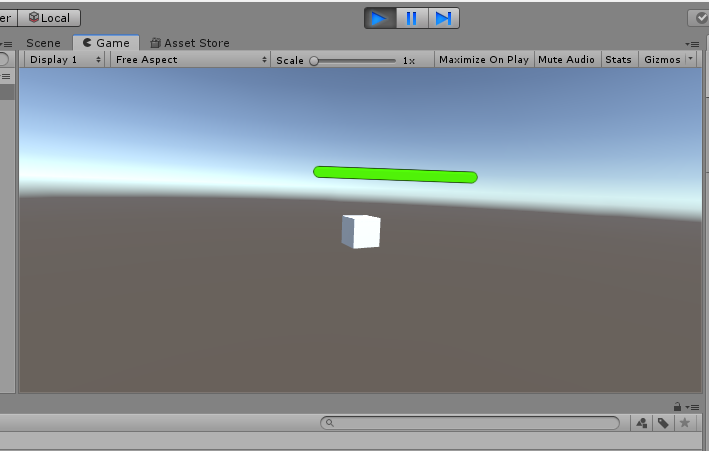 er Local
Scene Game Asset Store
Display 1 Free Aspect Scale 1x Maximize On Play Mute Audio Stats Gizmos